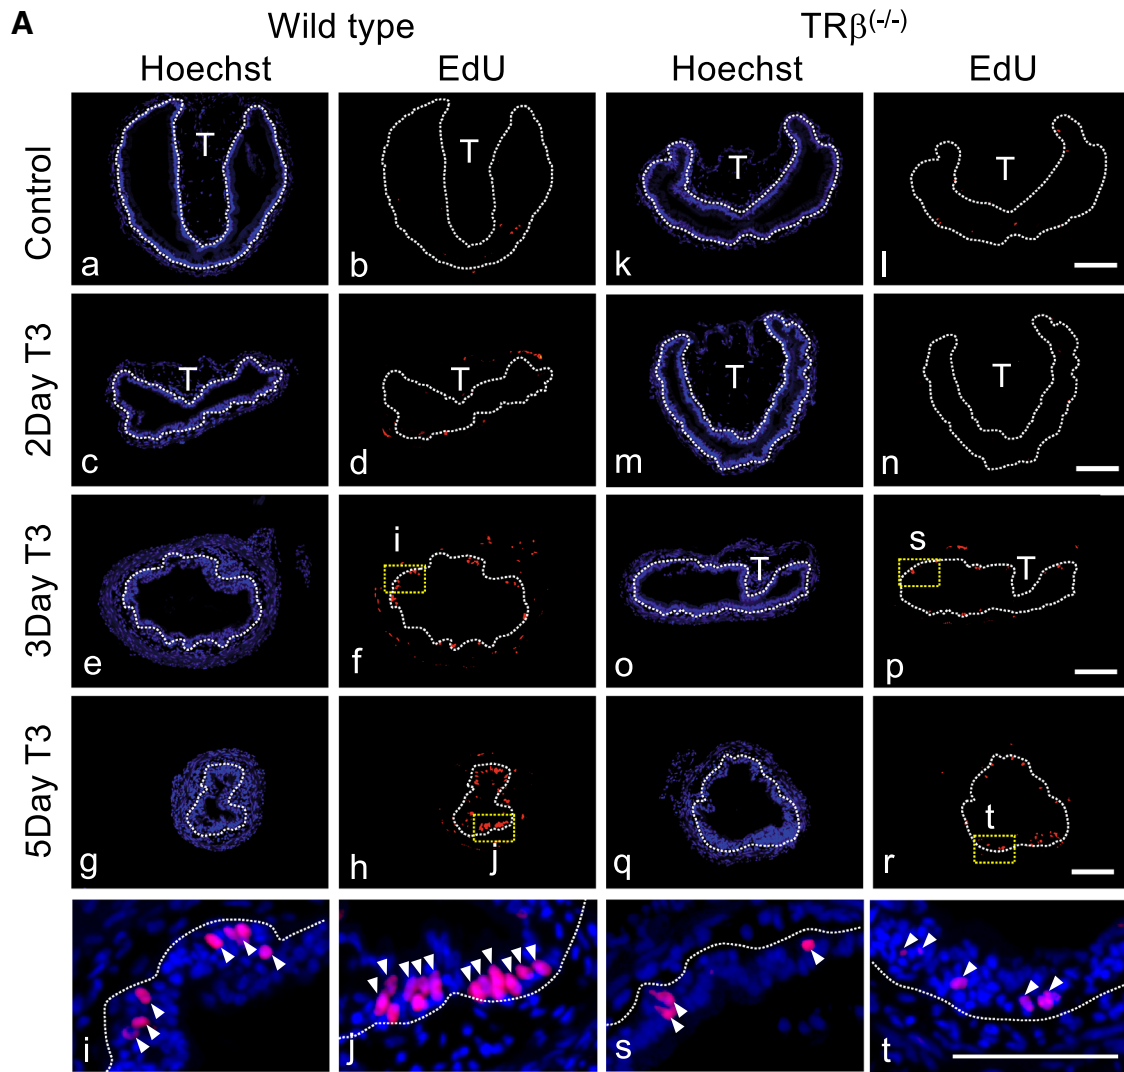 A
Wild type TRβ(-/-)
Hoechst EdU Hoechst EdU
Control
T T T T
a b k l
2Day T3
T T T T
c d m n
3Day T3
i T s T
e f o p
5Day T3
g h j q r t
i j s t